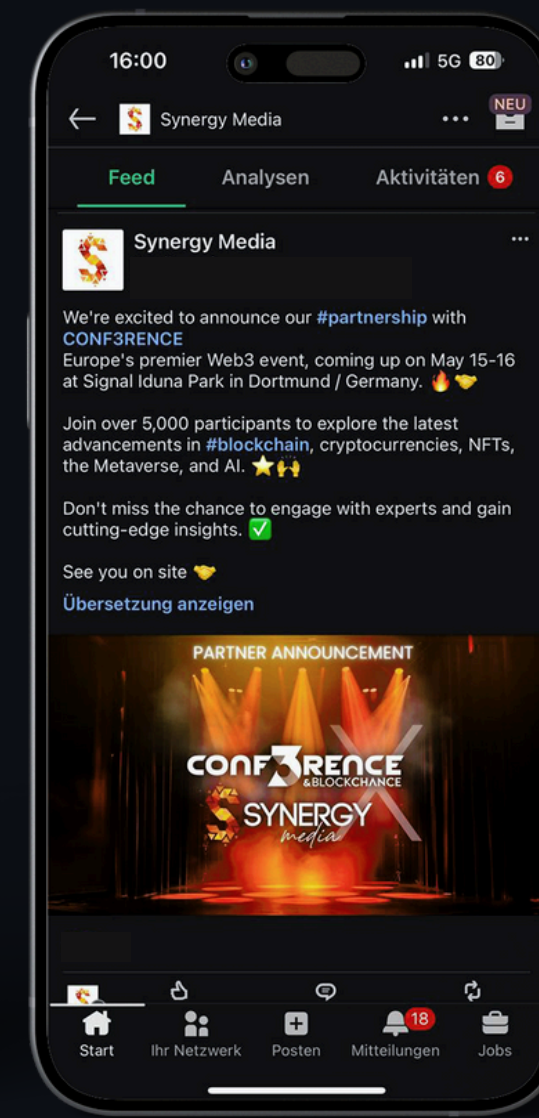 16:00
5G 80
Synergy Media
NEU
Feed Analysen Aktivitäten 6
Synergy Media
We're excited to announce our #partnership with
CONF3RENCE
Europe's premier Web3 event, coming up on May 15-16
at Signal Iduna Park in Dortmund / Germany. 🔥🤝
Join over 5,000 participants to explore the latest
advancements in #blockchain, cryptocurrencies, NFTs,
the Metaverse, and AI. ⭐🙌
Don't miss the chance to engage with experts and gain
cutting-edge insights. ✅
See you on site 🤝
Übersetzung anzeigen
PARTNER ANNOUNCEMENT
CONF3RENCE
&BLOCKCHANCE
X
S SYNERGY
media
18
Start Ihr Netzwerk Posten Mitteilungen Jobs